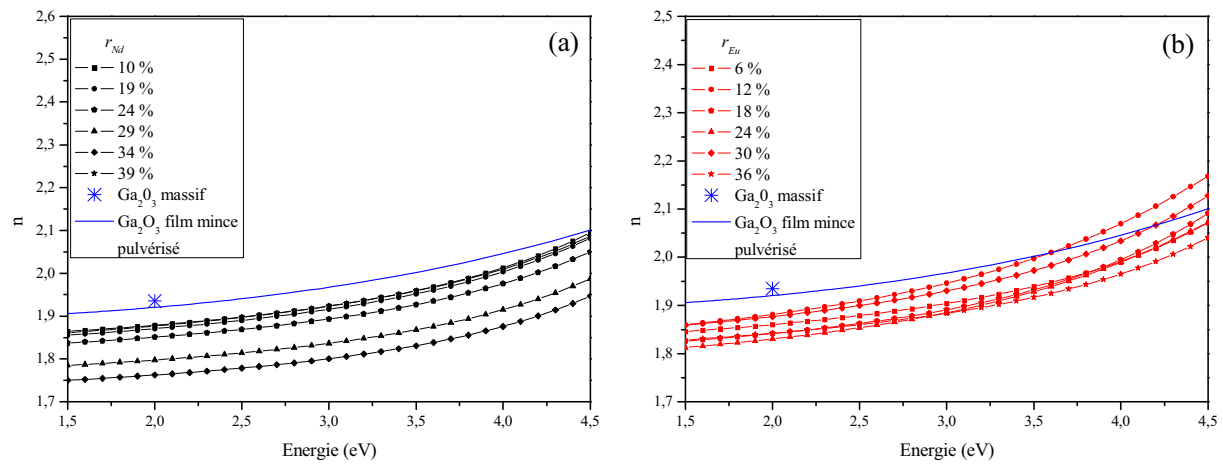 2,6
2,5
2,4
2,3
2,2
2,1
2,0
1,9
1,8
1,7
n
1,5 2,0 2,5 3,0 3,5 4,0 4,5
Energie (eV)
(a)
r_Nd
10 %
19 %
24 %
29 %
34 %
39 %
Ga203 massif
Ga2O3 film mince
pulvérisé
2,5
2,4
2,3
2,2
2,1
2,0
1,9
1,8
1,7
n
1,5 2,0 2,5 3,0 3,5 4,0 4,5
Energie (eV)
(b)
r_Eu
6 %
12 %
18 %
24 %
30 %
36 %
Ga203 massif
Ga2O3 film mince
pulvérisé